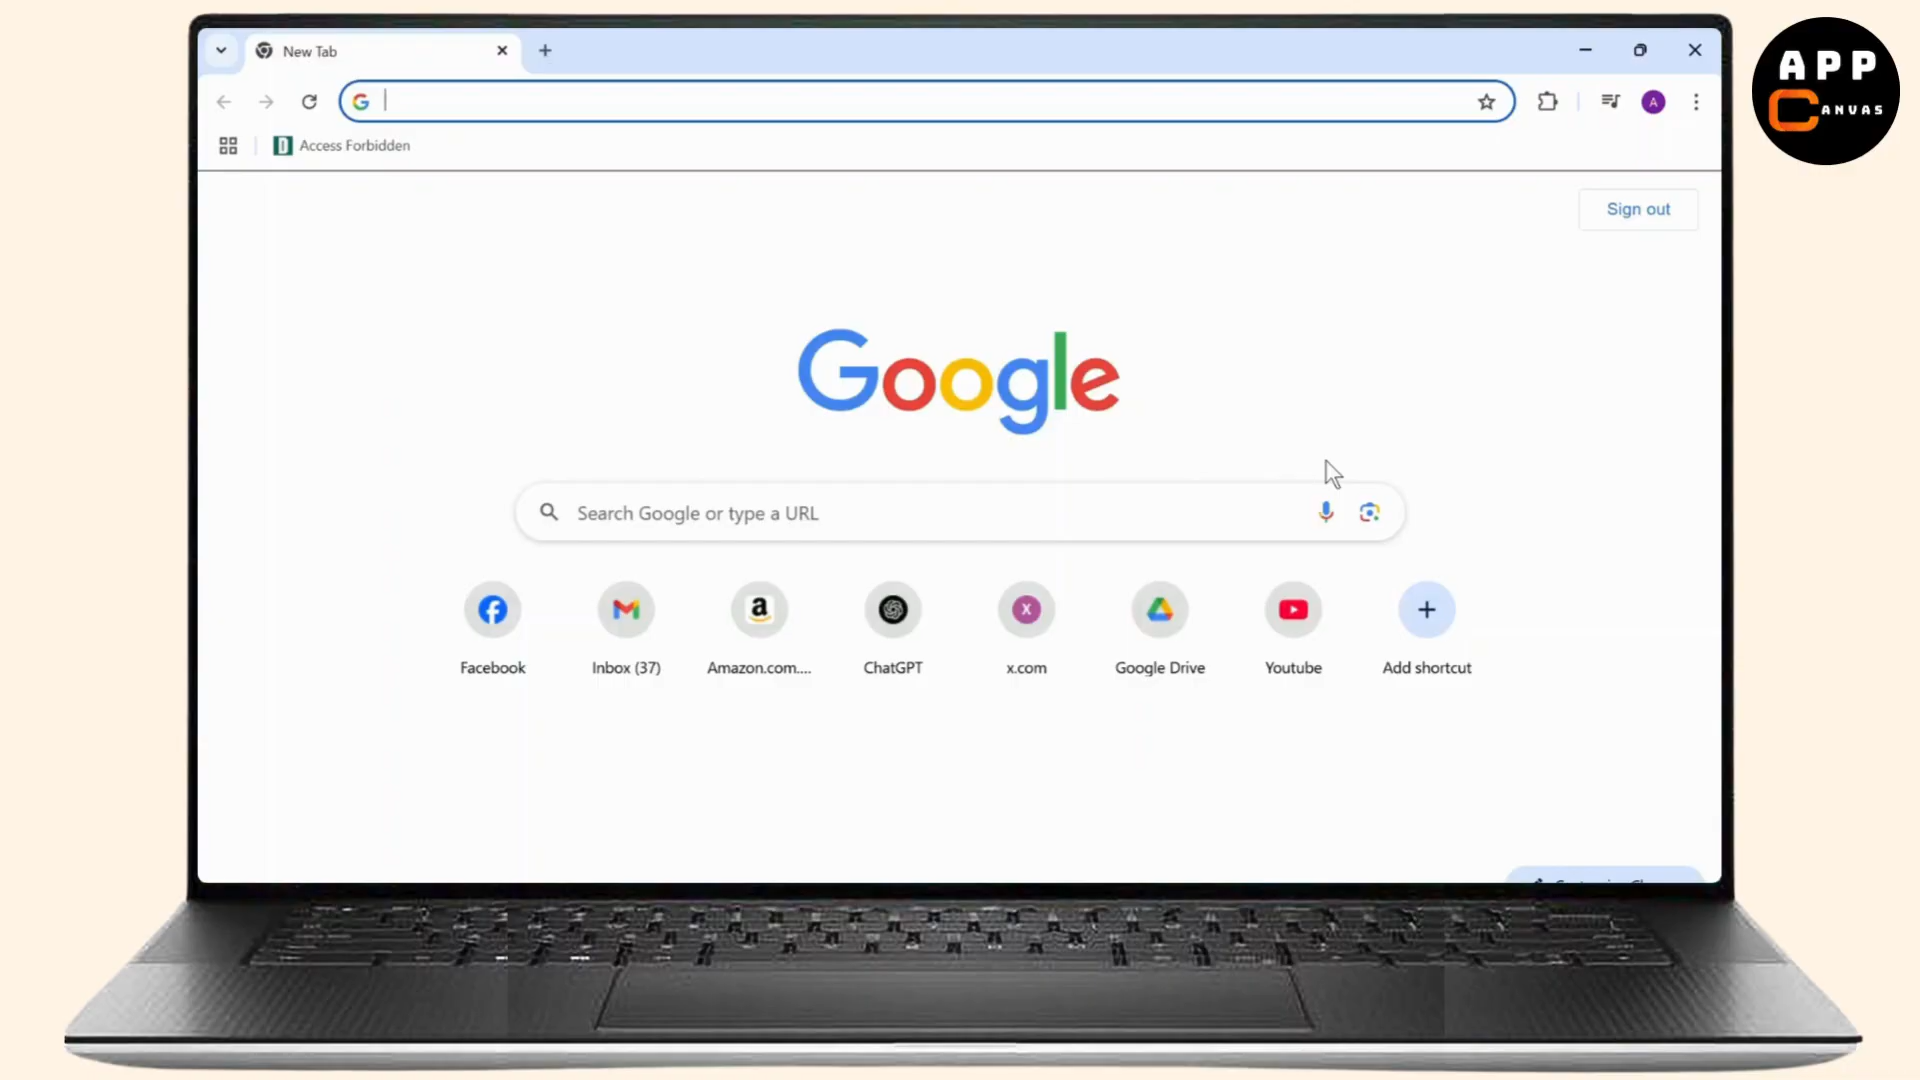 New Tab
APP
CANVAS
A
Access Forbidden
Sign out
Google
Search Google or type a URL
X
Facebook
Inbox (37)
Amazon.com....
ChatGPT
x.com
Google Drive
Youtube
Add shortcut